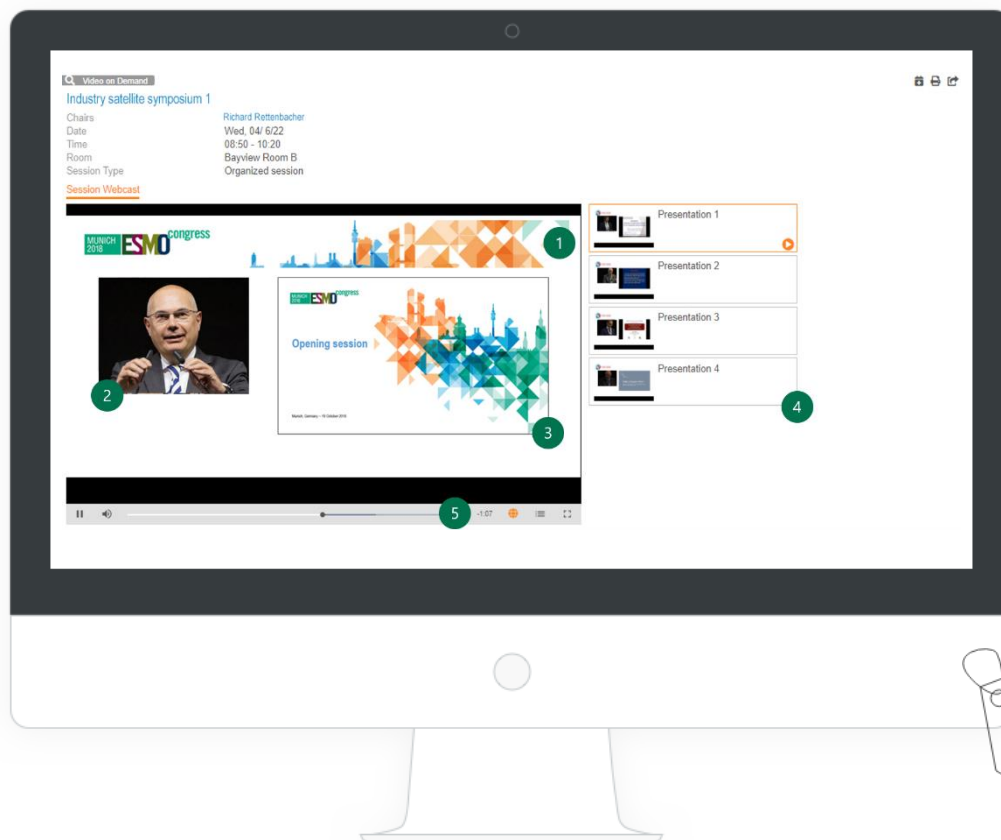 Video on Demand
Industry satellite symposium 1
Chairs Richard Rettenbacher
Date Wed, 04/ 6/22
Time 08:50 - 10:20
Room Bayview Room B
Session Type Organized session
Session Webcast
MUNICH
2018
ESMO congress
1
ESMO congress
Opening session
2
3
Presentation 1
Presentation 2
Presentation 3
Presentation 4
4
5
-1:07